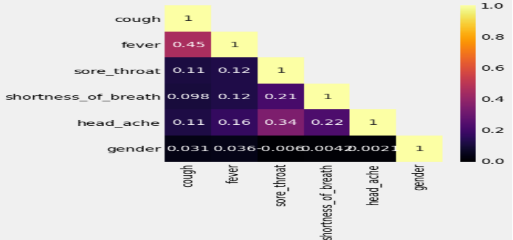 cough 1 1.0
fever 0.45 1 0.8
sore_throat 0.11 0.12 1 0.6
shortness_of_breath 0.098 0.12 0.21 1 0.4
head_ache 0.11 0.16 0.34 0.22 1 0.2
gender 0.031 0.036 -0.006 0.0042 0.0021 1 0.0
cough fever sore_throat shortness_of_breath head_ache gender